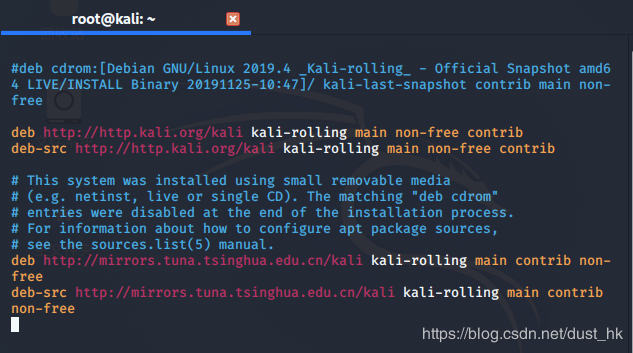 root@kali: ~
#deb cdrom:[Debian GNU/Linux 2019.4 _Kali-rolling_ - Official Snapshot amd6
4 LIVE/INSTALL Binary 20191125-10:47]/ kali-last-snapshot contrib main non-
free
deb http://http.kali.org/kali kali-rolling main non-free contrib
deb-src http://http.kali.org/kali kali-rolling main non-free contrib
# This system was installed using small removable media
# (e.g. netinst, live or single CD). The matching "deb cdrom"
# entries were disabled at the end of the installation process.
# For information about how to configure apt package sources,
# see the sources.list(5) manual.
deb http://mirrors.tuna.tsinghua.edu.cn/kali kali-rolling main contrib non-
free
deb-src http://mirrors.tuna.tsinghua.edu.cn/kali kali-rolling main contrib
non-free
https://blog.csdn.net/dust_hk